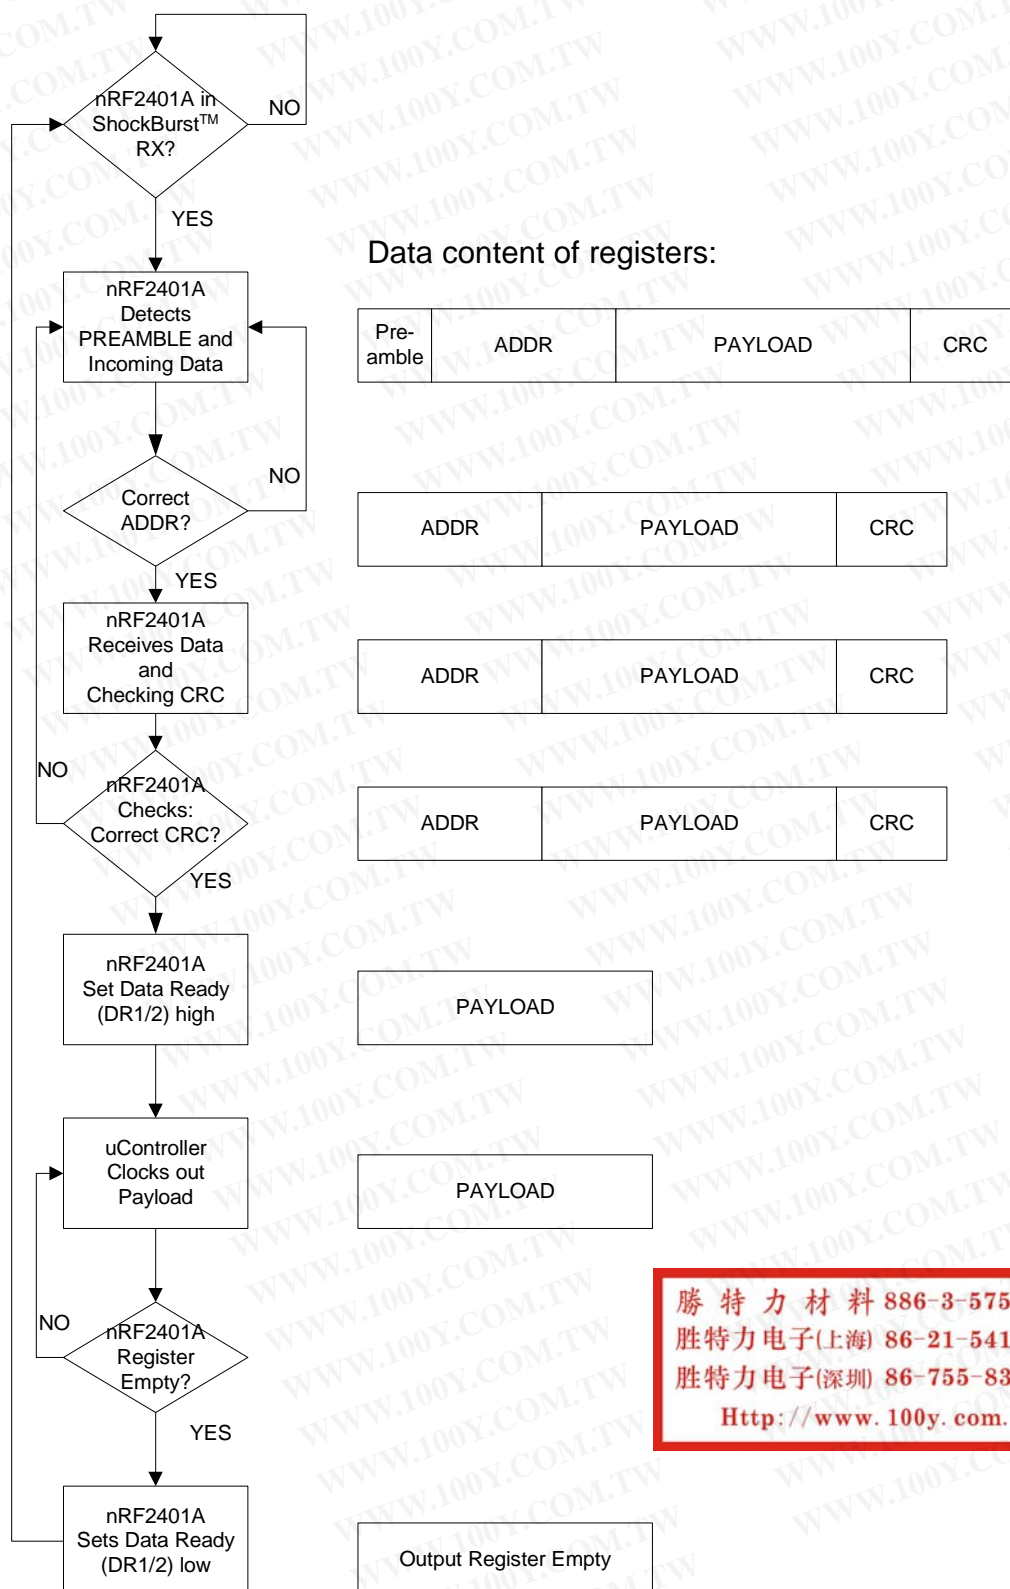 nRF2401A in
ShockBurst™
RX?
NO
YES
Data content of registers:
nRF2401A
Detects
PREAMBLE and
Incoming Data
Pre-
amble
ADDR
PAYLOAD
CRC
NO
Correct
ADDR?
ADDR
PAYLOAD
CRC
YES
nRF2401A
Receives Data
and
Checking CRC
ADDR
PAYLOAD
CRC
NO
nRF2401A
Checks:
Correct CRC?
ADDR
PAYLOAD
CRC
YES
nRF2401A
Set Data Ready
(DR1/2) high
PAYLOAD
uController
Clocks out
Payload
PAYLOAD
NO
nRF2401A
Register
Empty?
YES
勝特力材料 886-3-575
胜特力电子(上海) 86-21-541
胜特力电子(深圳) 86-755-83
Http://www.100y.com.
nRF2401A
Sets Data Ready
(DR1/2) low
Output Register Empty
WWW.100Y.COM.TW